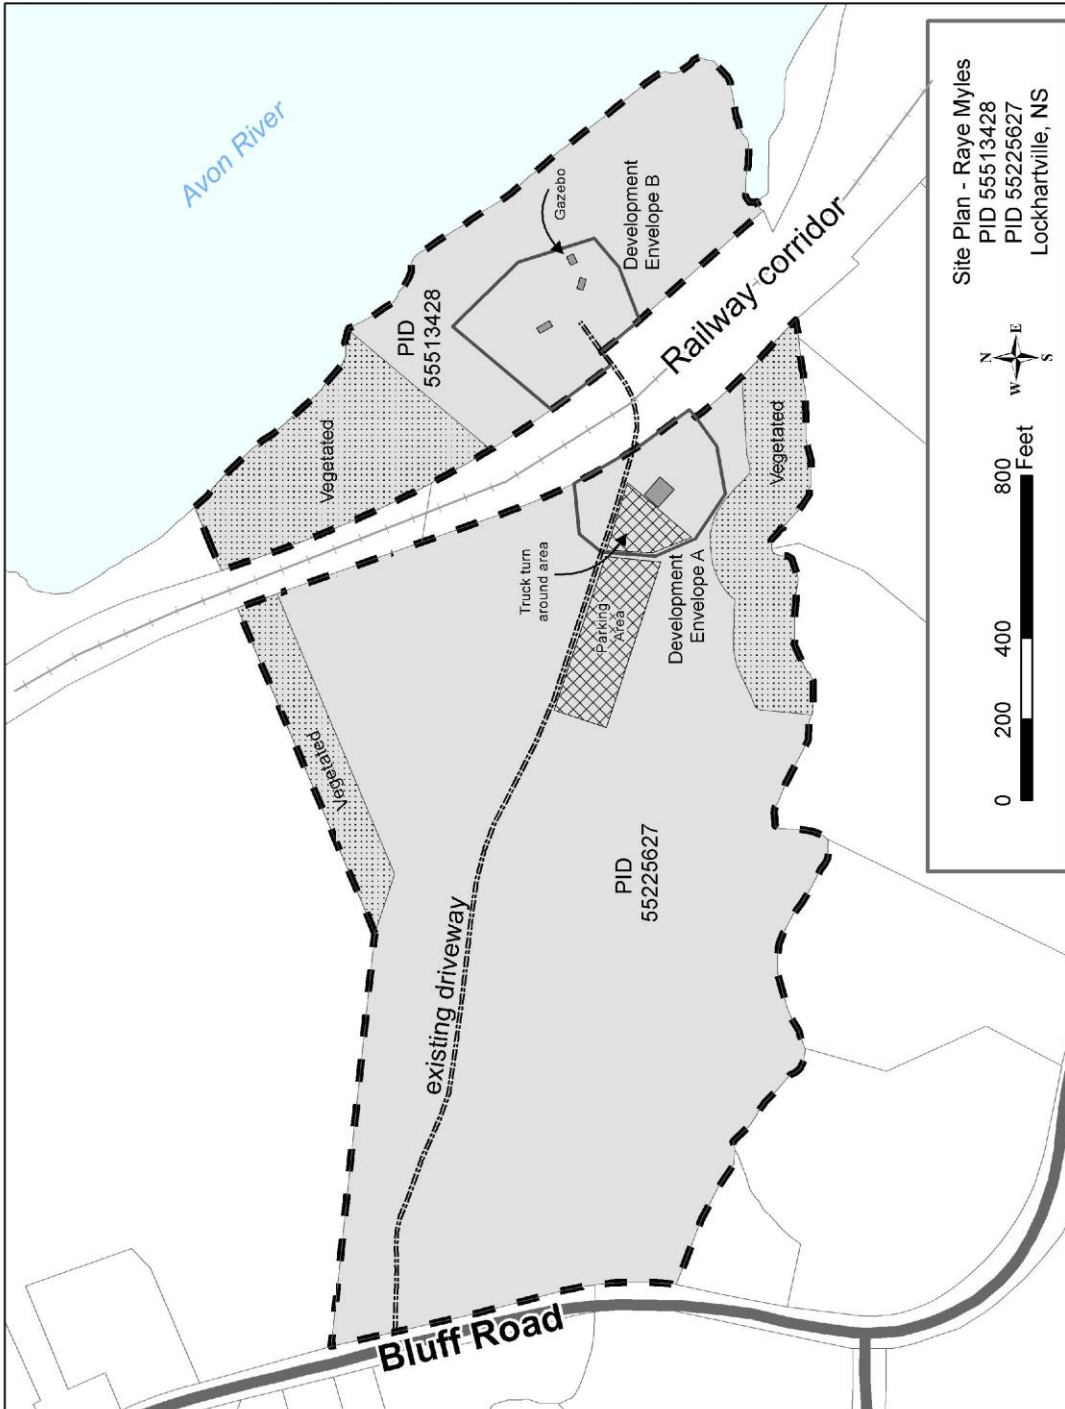 Avon River
Gazebo
Development
Envelope B
PID
55513428
Vegetated
Railway corridor
Truck turn
around area
Parking
Area
Development
Envelope A
Vegetated
Vegetated
existing driveway
PID
55225627
Bluff Road
Site Plan - Raye Myles
PID 55513428
PID 55225627
Lockhartville, NS
N
W
E
S
0
200
400
800
Feet